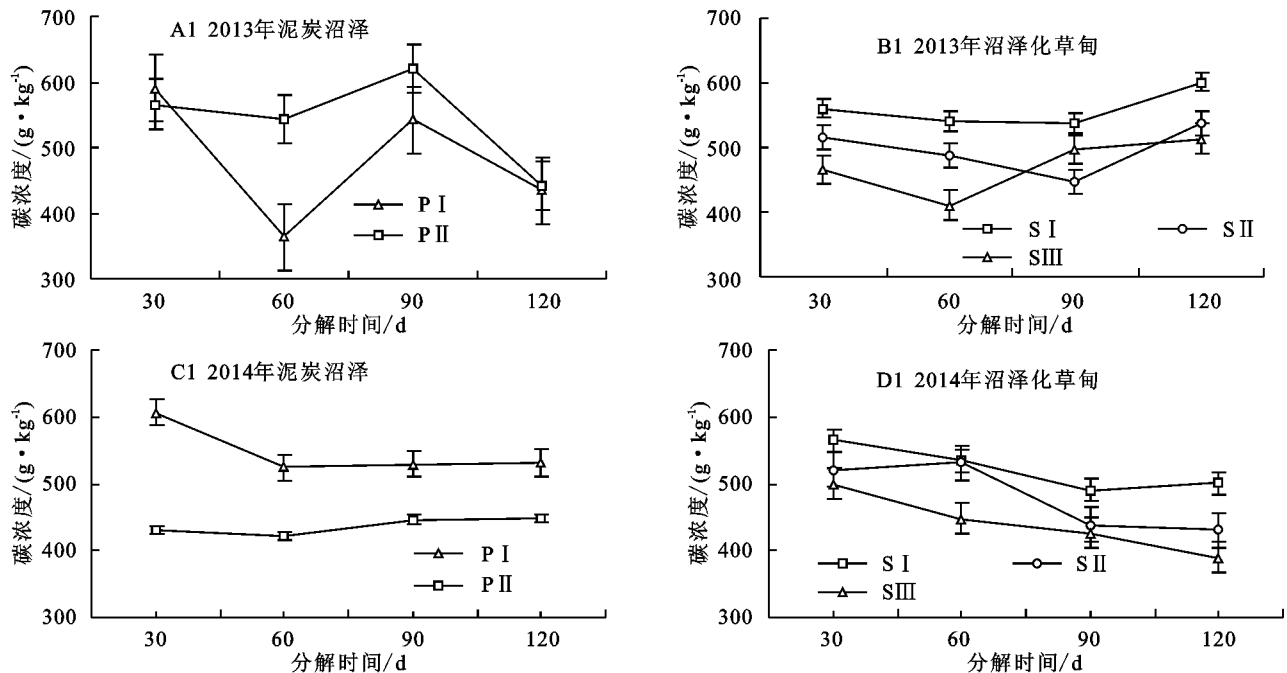 A1 2013年泥炭沼泽
碳浓度/(g·kg⁻¹)
700
600
500
400
300
PⅠ
PⅡ
30 60 90 120
分解时间/d
B1 2013年沼泽化草甸
碳浓度/(g·kg⁻¹)
700
600
500
400
300
SⅠ SⅡ
SⅢ
30 60 90 120
分解时间/d
C1 2014年泥炭沼泽
碳浓度/(g·kg⁻¹)
700
600
500
400
300
PⅠ
PⅡ
30 60 90 120
分解时间/d
D1 2014年沼泽化草甸
碳浓度/(g·kg⁻¹)
700
600
500
400
300
SⅠ SⅡ
SⅢ
30 60 90 120
分解时间/d